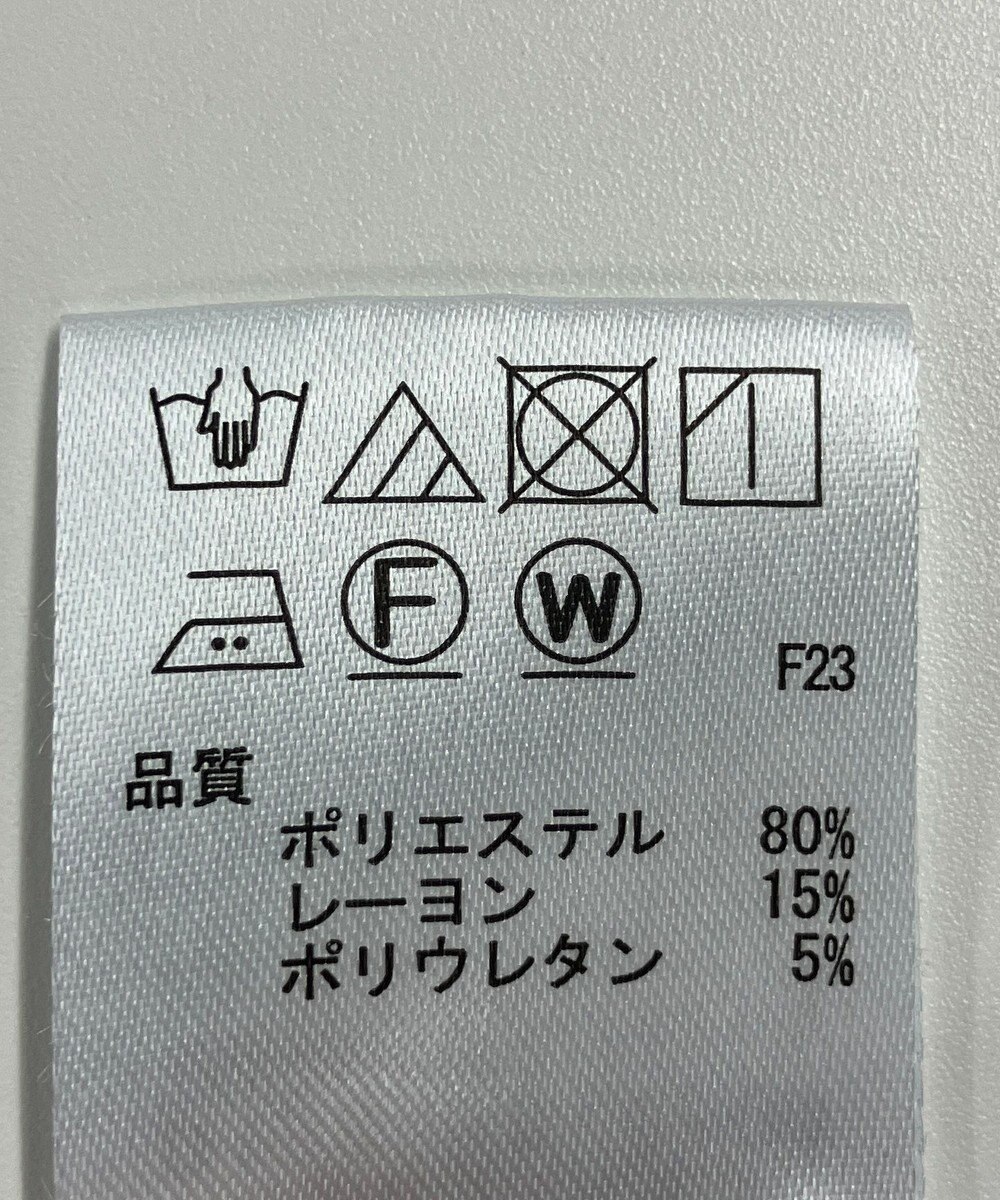 F W
F23
品質
ポリエステル 80%
レーヨン 15%
ポリウレタン 5%